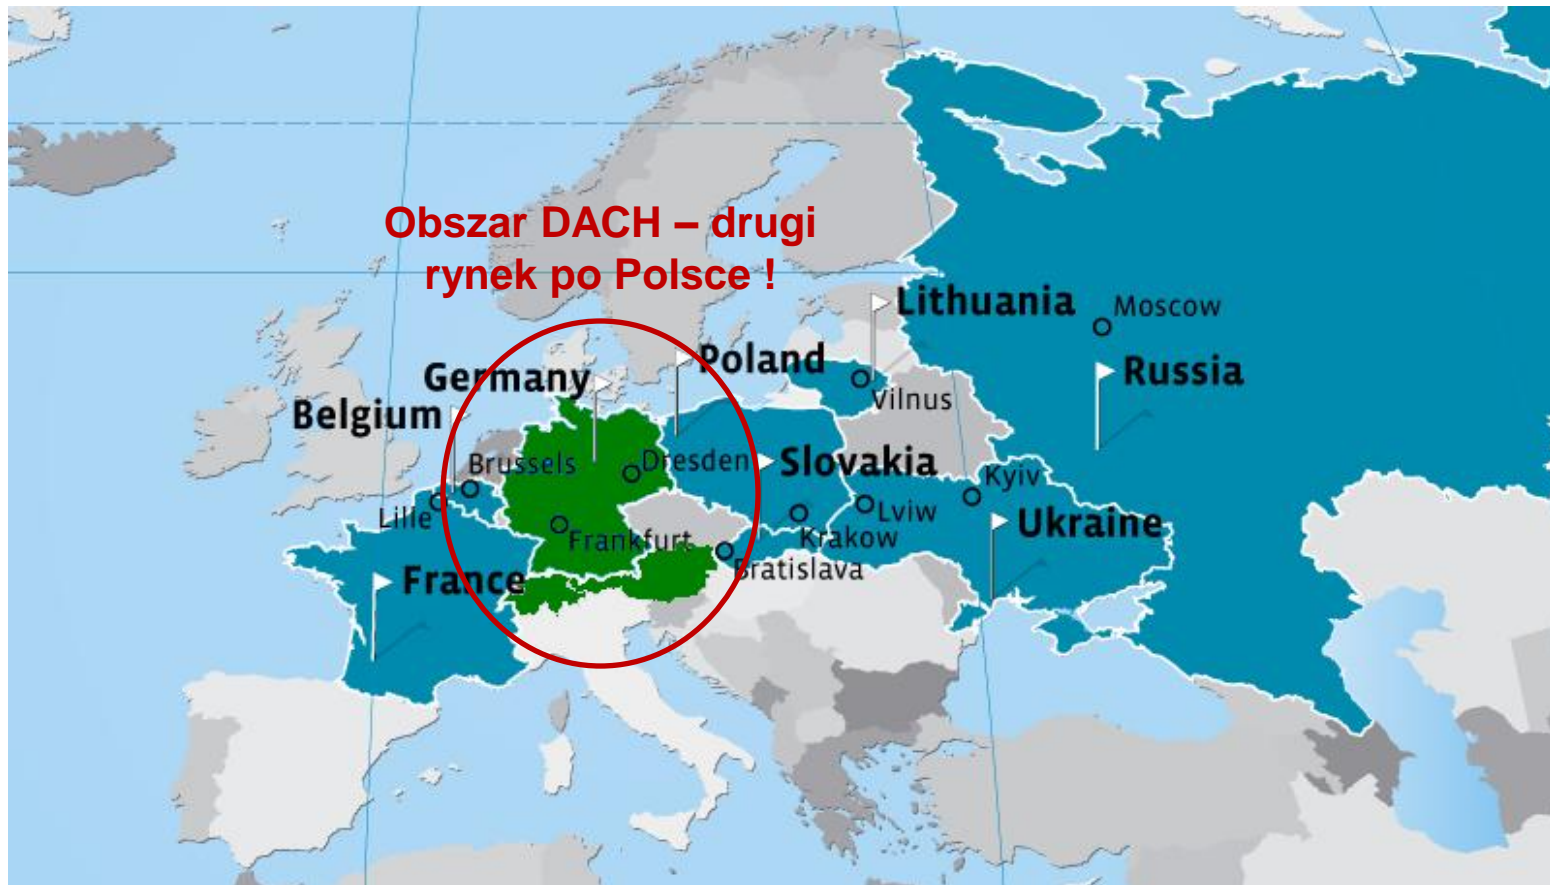 Obszar DACH – drugi
rynek po Polsce !
Lithuania
Moscow
Poland
Germany
Russia
Belgium
Vilnus
Brussels
Dresden
Slovakia
Kyiv
Lille
Lviw
Frankfurt
Krakow
Ukraine
Bratislava
France